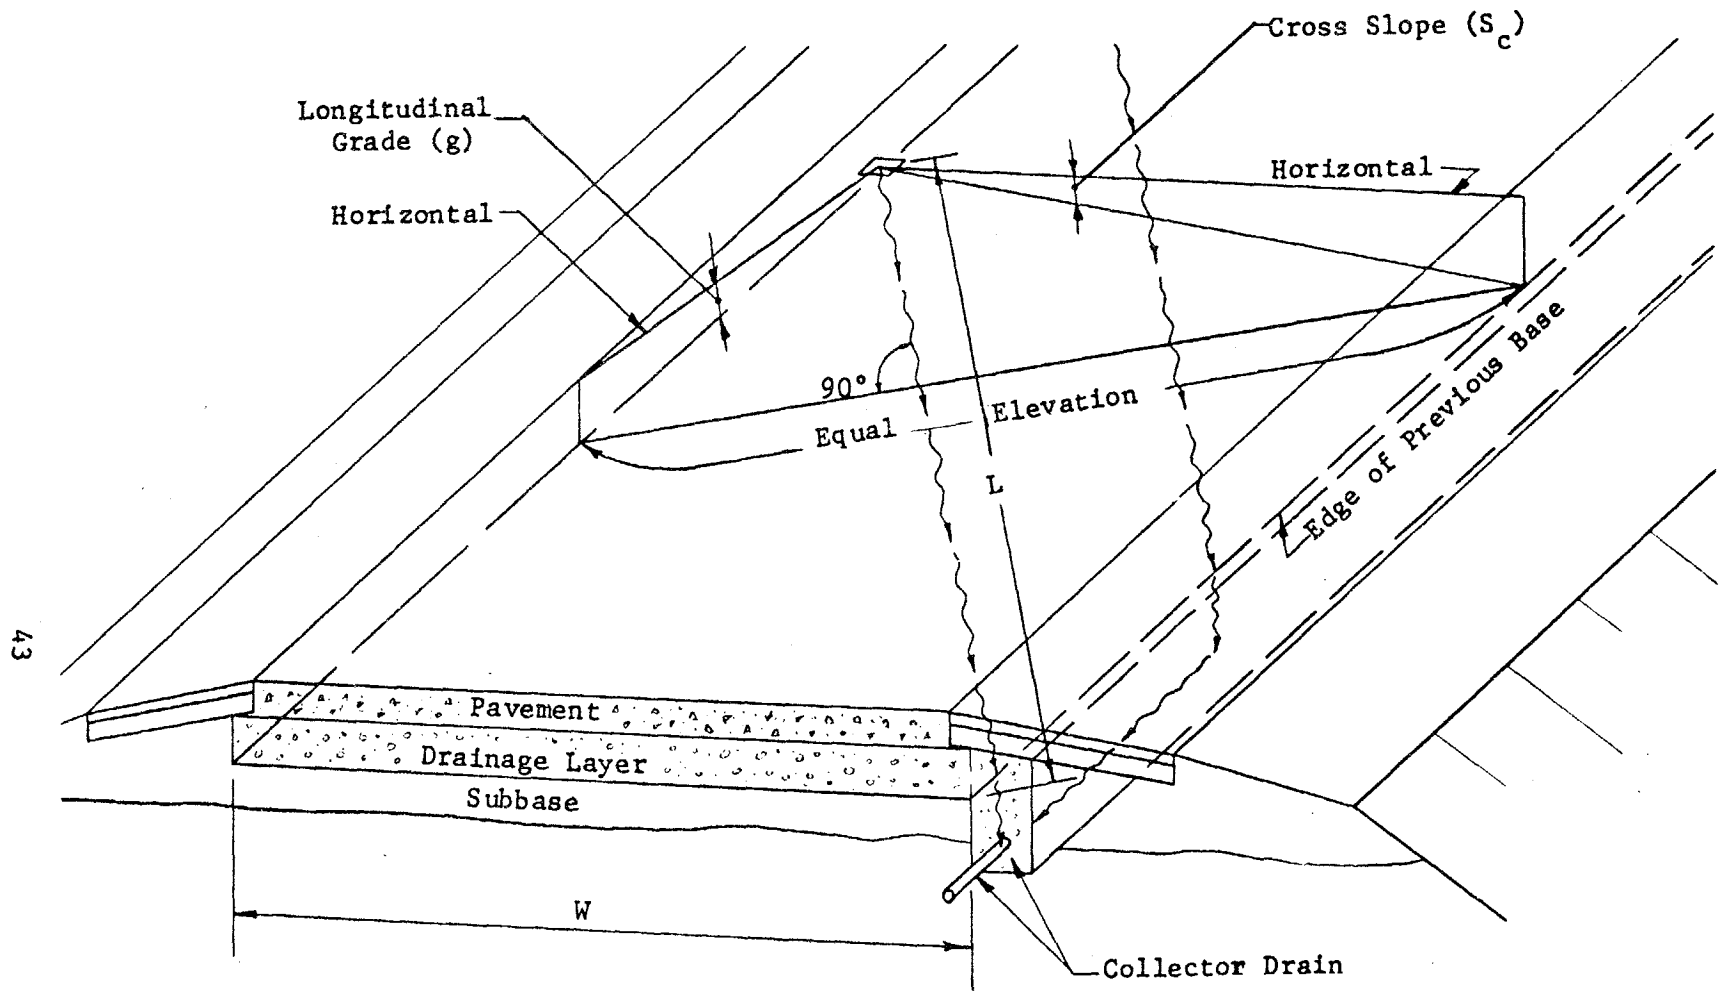 Cross Slope (Sc)
Longitudinal
Grade (g)
Horizontal
Horizontal
90°
Equal Elevation
L
Edge of Previous Base
43
Pavement
Drainage Layer
Subbase
W
Collector Drain